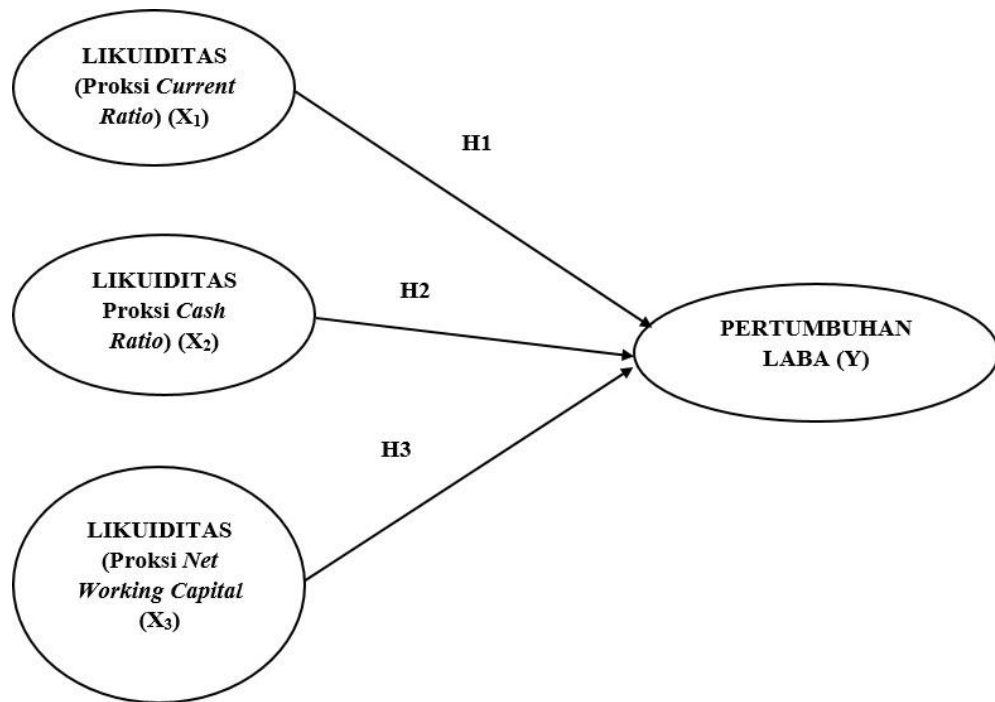 LIKUIDITAS
(Proksi Current
Ratio) (X₁)
H1
LIKUIDITAS
Proksi Cash
Ratio) (X₂)
H2
PERTUMBUHAN
LABA (Y)
H3
LIKUIDITAS
(Proksi Net
Working Capital
(X₃)